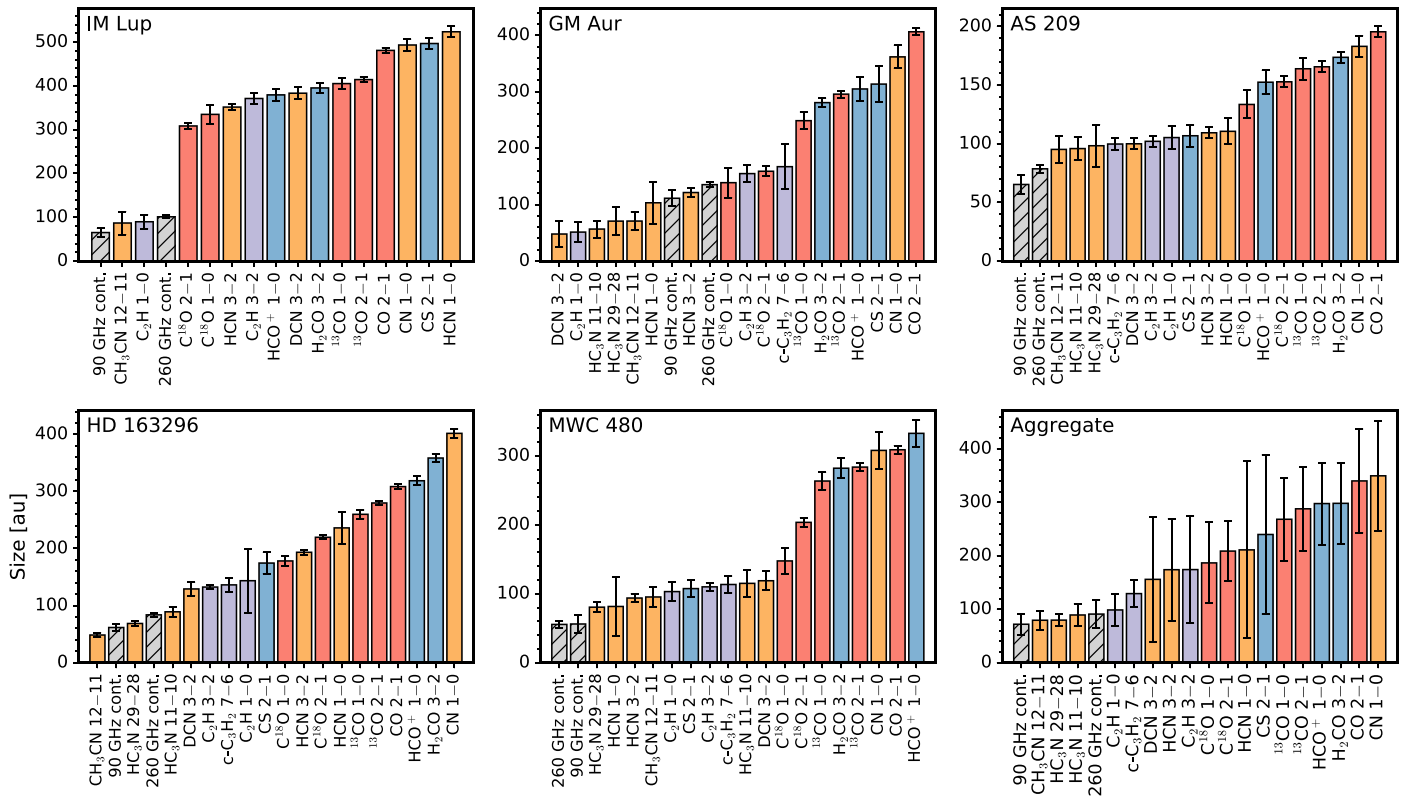 IM Lup
GM Aur
AS 209
500
400
300
200
100
0
400
300
200
100
0
200
150
100
50
0
90 GHz cont.
CH₃CN 12−11
C₂H 1−0
260 GHz cont.
C¹⁸O 2−1
C¹⁸O 1−0
HCN 3−2
C₂H 3−2
HCO⁺ 1−0
DCN 3−2
H₂CO 3−2
¹³CO 1−0
¹³CO 2−1
CO 2−1
CN 1−0
CS 2−1
HCN 1−0
DCN 3−2
C₂H 1−0
HC₃N 11−10
HC₃N 29−28
CH₃CN 12−11
HCN 1−0
90 GHz cont.
HCN 3−2
260 GHz cont.
C¹⁸O 1−0
C₂H 3−2
C¹⁸O 2−1
c-C₃H₂ 7−6
¹³CO 1−0
H₂CO 3−2
¹³CO 2−1
HCO⁺ 1−0
CS 2−1
CN 1−0
CO 2−1
90 GHz cont.
260 GHz cont.
CH₃CN 12−11
HC₃N 11−10
HC₃N 29−28
c-C₃H₂ 7−6
DCN 3−2
C₂H 3−2
C₂H 1−0
CS 2−1
HCN 3−2
HCN 1−0
C¹⁸O 1−0
HCO⁺ 1−0
C¹⁸O 2−1
¹³CO 1−0
¹³CO 2−1
H₂CO 3−2
CN 1−0
CO 2−1
HD 163296
MWC 480
Aggregate
Size [au]
400
300
200
100
0
300
200
100
0
400
300
200
100
0
CH₃CN 12−11
90 GHz cont.
HC₃N 29−28
260 GHz cont.
HC₃N 11−10
DCN 3−2
C₂H 3−2
c-C₃H₂ 7−6
C₂H 1−0
CS 2−1
C¹⁸O 1−0
HCN 3−2
C¹⁸O 2−1
HCN 1−0
¹³CO 1−0
¹³CO 2−1
CO 2−1
HCO⁺ 1−0
H₂CO 3−2
CN 1−0
260 GHz cont.
90 GHz cont.
HC₃N 29−28
HCN 1−0
HCN 3−2
CH₃CN 12−11
C₂H 1−0
CS 2−1
C₂H 3−2
c-C₃H₂ 7−6
HC₃N 11−10
DCN 3−2
C¹⁸O 1−0
C¹⁸O 2−1
¹³CO 1−0
H₂CO 3−2
¹³CO 2−1
CN 1−0
CO 2−1
HCO⁺ 1−0
90 GHz cont.
CH₃CN 12−11
HC₃N 29−28
HC₃N 11−10
260 GHz cont.
C₂H 1−0
c-C₃H₂ 7−6
DCN 3−2
HCN 3−2
C₂H 3−2
C¹⁸O 1−0
C¹⁸O 2−1
HCN 1−0
CS 2−1
¹³CO 1−0
¹³CO 2−1
HCO⁺ 1−0
H₂CO 3−2
CO 2−1
CN 1−0